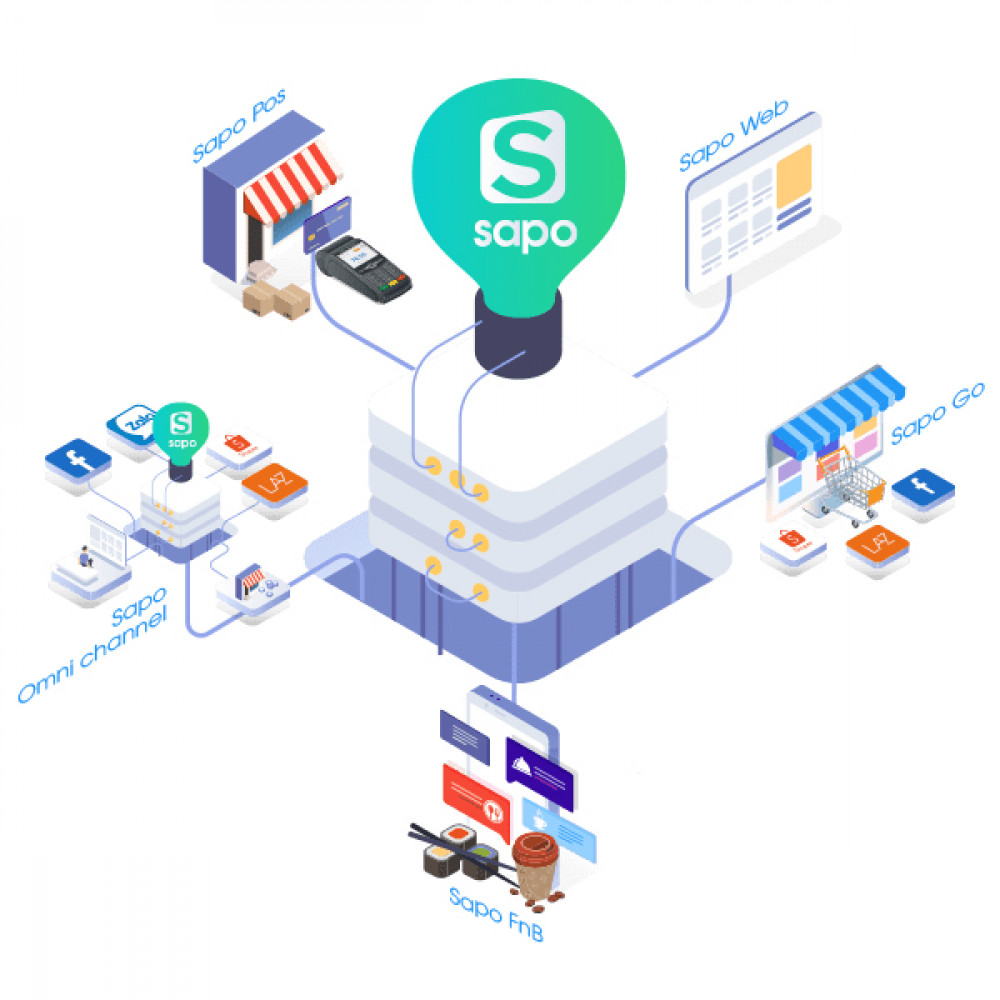 Sapo Pos
S
sapo
Sapo Web
Sapo Go
Zalo
S
sapo
f
S
Shopee
LAZ
f
S
Shopee
LAZ
Sapo
Omni channel
Sapo FnB